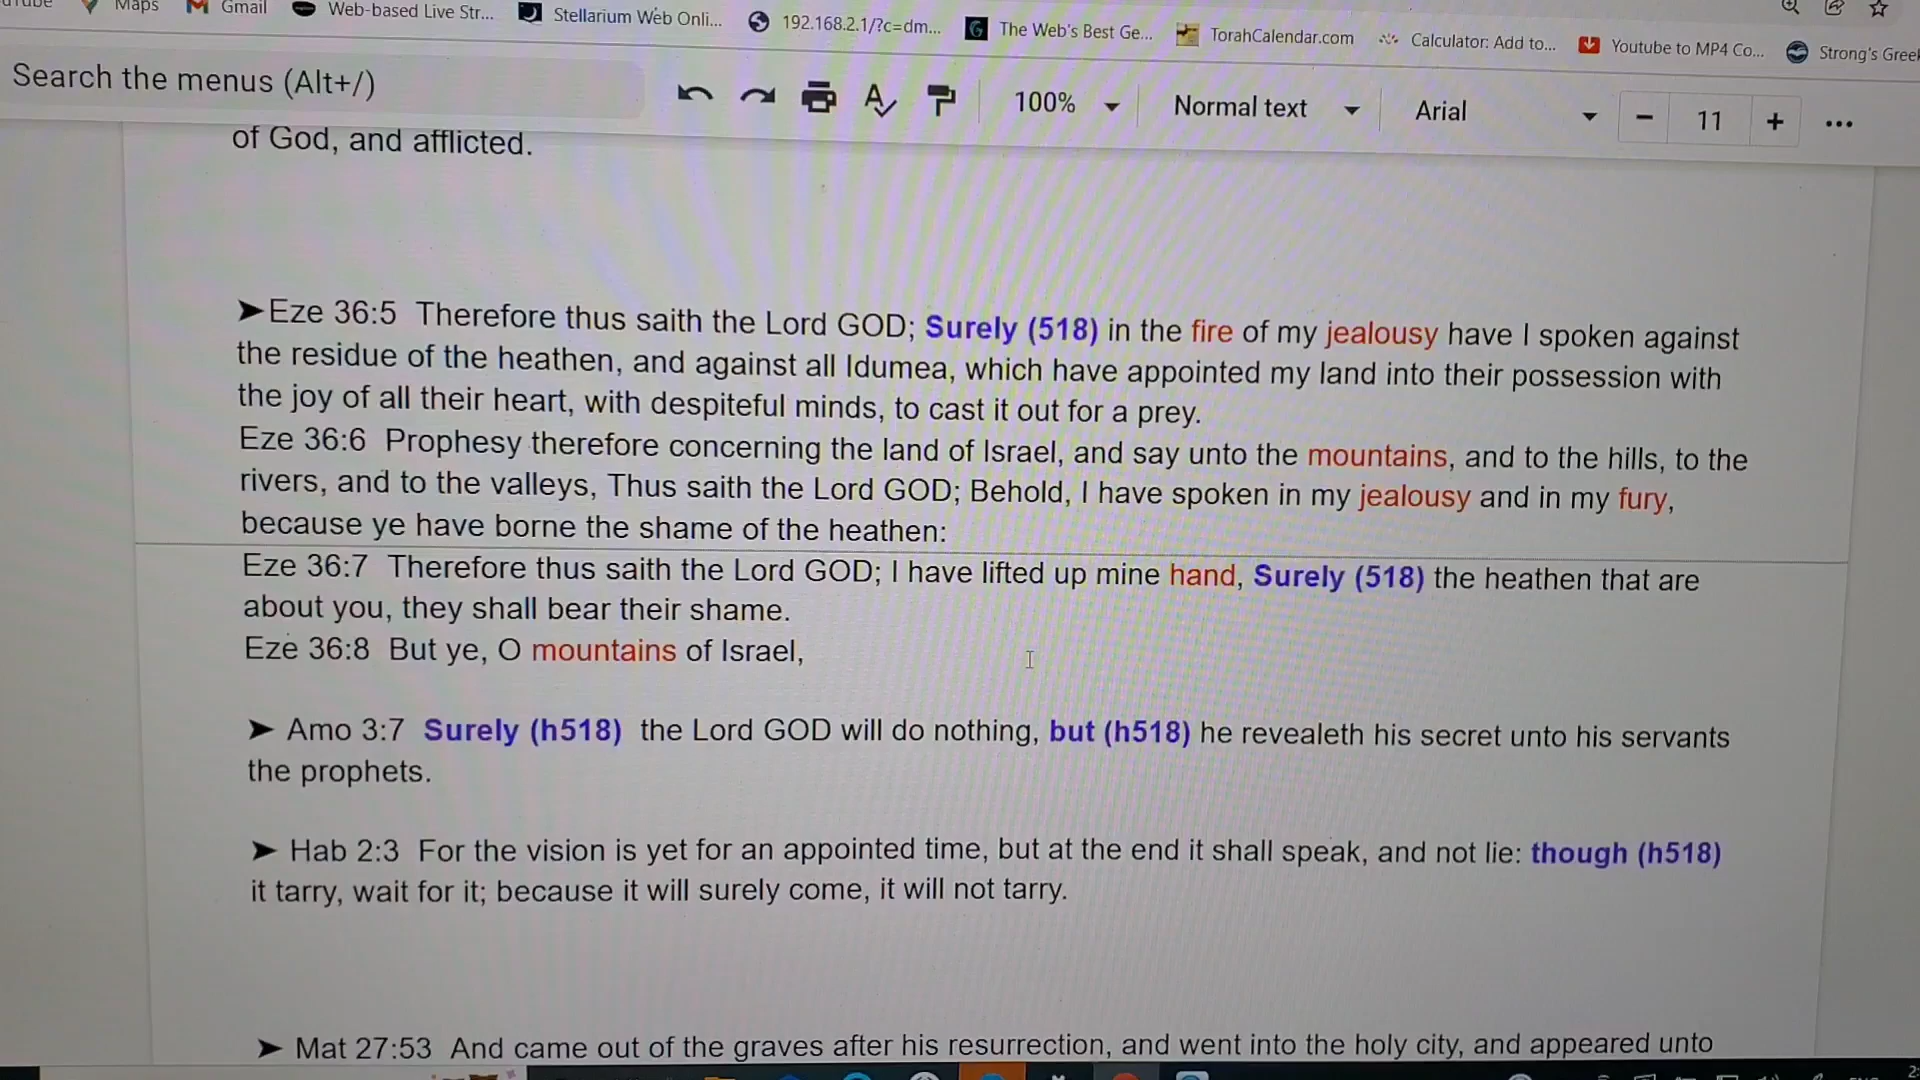 Maps Gmail Web-based Live Str... Stellarium Web Onli... 192.168.2.1/?c=dm... The Web's Best Ge... TorahCalendar.com Calculator: Add to... Youtube to MP4 Co... Strong's Greek
Search the menus (Alt+/) 100% Normal text Arial − 11 + ...
of God, and afflicted.
➤Eze 36:5 Therefore thus saith the Lord GOD; Surely (518) in the fire of my jealousy have I spoken against
the residue of the heathen, and against all Idumea, which have appointed my land into their possession with
the joy of all their heart, with despiteful minds, to cast it out for a prey.
Eze 36:6 Prophesy therefore concerning the land of Israel, and say unto the mountains, and to the hills, to the
rivers, and to the valleys, Thus saith the Lord GOD; Behold, I have spoken in my jealousy and in my fury,
because ye have borne the shame of the heathen:
Eze 36:7 Therefore thus saith the Lord GOD; I have lifted up mine hand, Surely (518) the heathen that are
about you, they shall bear their shame.
Eze 36:8 But ye, O mountains of Israel,
➤ Amo 3:7 Surely (h518) the Lord GOD will do nothing, but (h518) he revealeth his secret unto his servants
the prophets.
➤ Hab 2:3 For the vision is yet for an appointed time, but at the end it shall speak, and not lie: though (h518)
it tarry, wait for it; because it will surely come, it will not tarry.
➤ Mat 27:53 And came out of the graves after his resurrection, and went into the holy city, and appeared unto